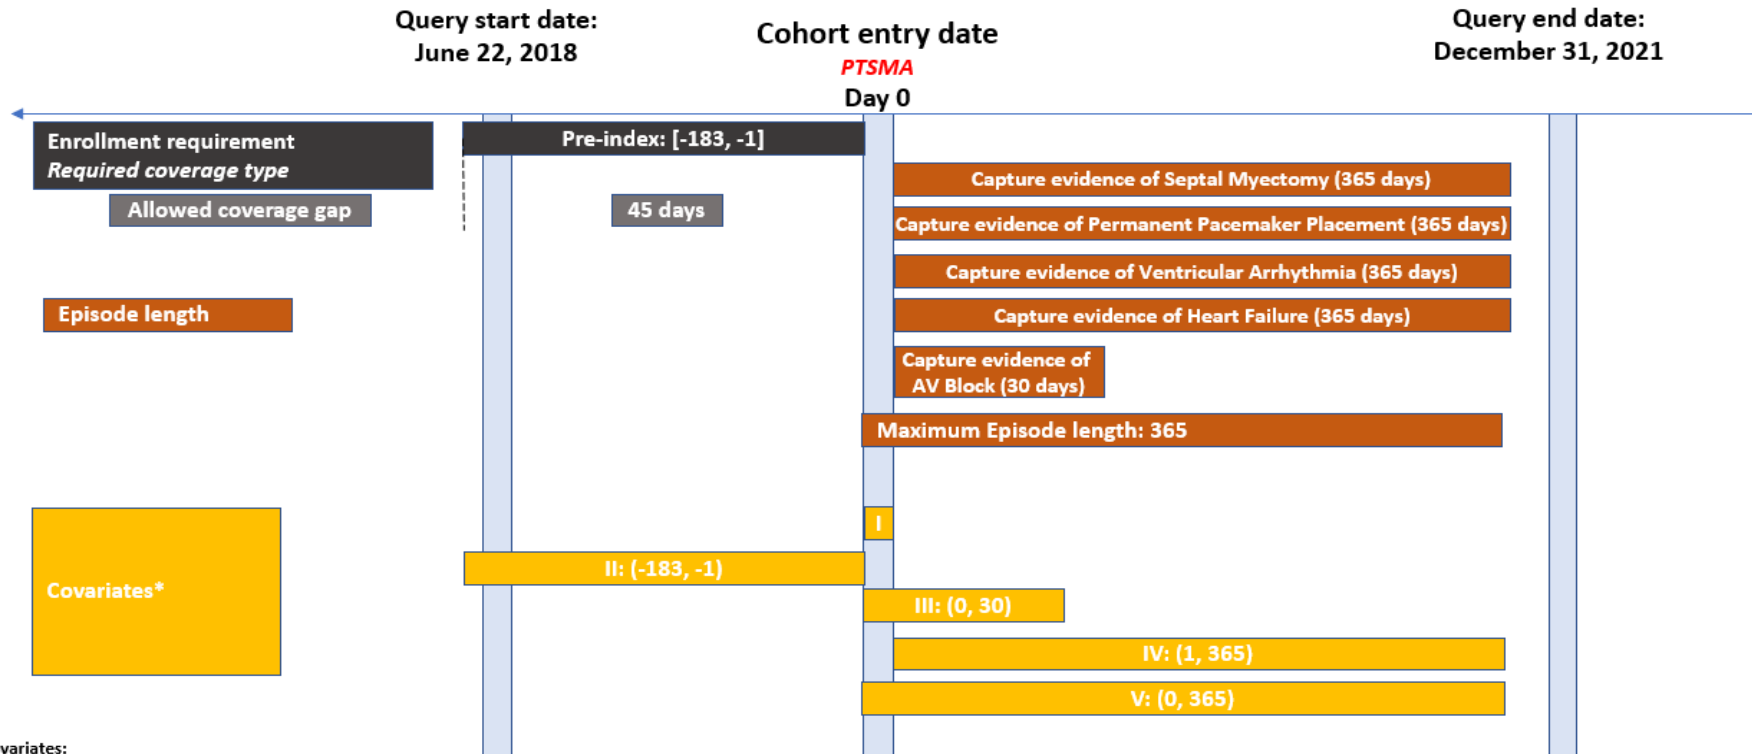 Query start date:
June 22, 2018
Cohort entry date
PTSMA
Day 0
Query end date:
December 31, 2021
Enrollment requirement
Required coverage type
Pre-index: [-183, -1]
Capture evidence of Septal Myectomy (365 days)
Allowed coverage gap
45 days
Capture evidence of Permanent Pacemaker Placement (365 days)
Capture evidence of Ventricular Arrhythmia (365 days)
Episode length
Capture evidence of Heart Failure (365 days)
Capture evidence of
AV Block (30 days)
Maximum Episode length: 365
I
Covariates*
II: (-183, -1)
III: (0, 30)
IV: (1, 365)
V: (0, 365)
variates: